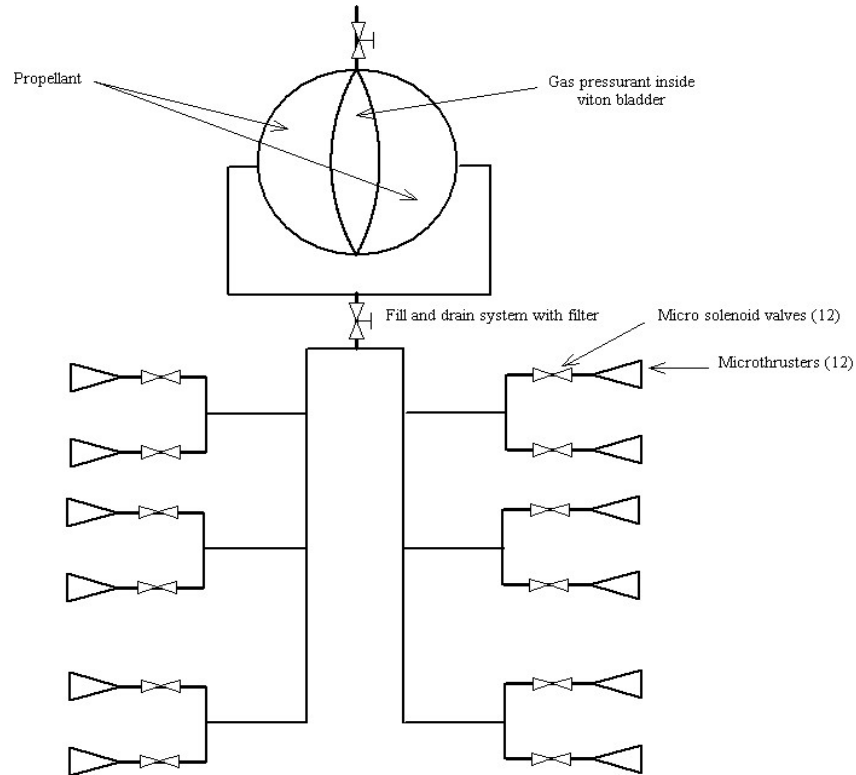 Propellant
Gas pressurant inside
viton bladder
Fill and drain system with filter
Micro solenoid valves (12)
Microthrusters (12)